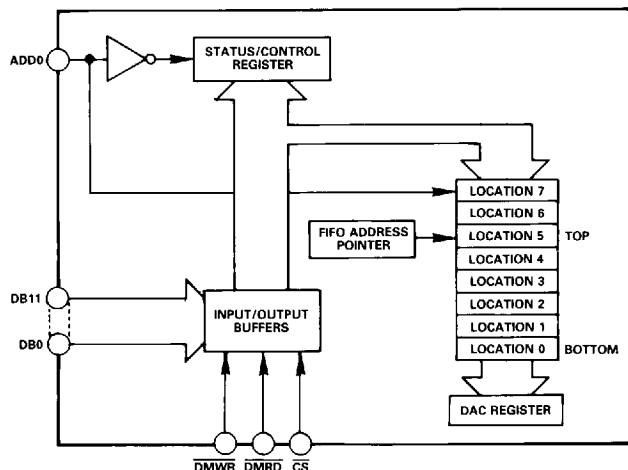 ADD0
STATUS/CONTROL
REGISTER
LOCATION 7
LOCATION 6
FIFO ADDRESS
POINTER
LOCATION 5
TOP
LOCATION 4
LOCATION 3
DB11
INPUT/OUTPUT
BUFFERS
LOCATION 2
LOCATION 1
DB0
LOCATION 0
BOTTOM
DAC REGISTER
DMWR
DMRD
CS